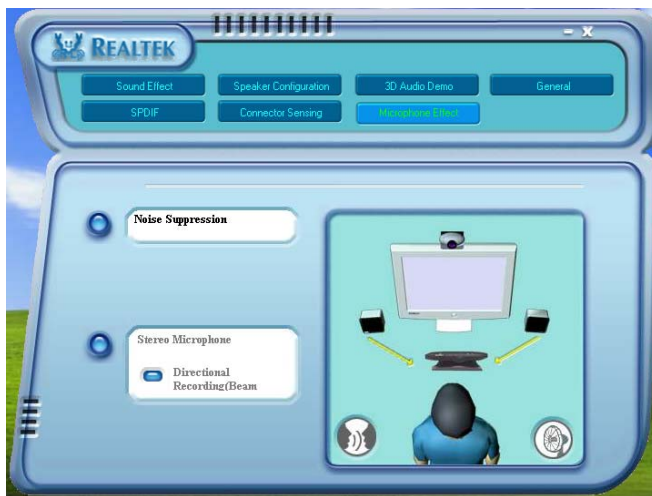 REALTEK
Sound Effect
Speaker Configuration
3D Audio Demo
General
SPDIF
Connector Sensing
Microphone Effect
Noise Suppression
Stereo Microphone
Directional
Recording(Beam